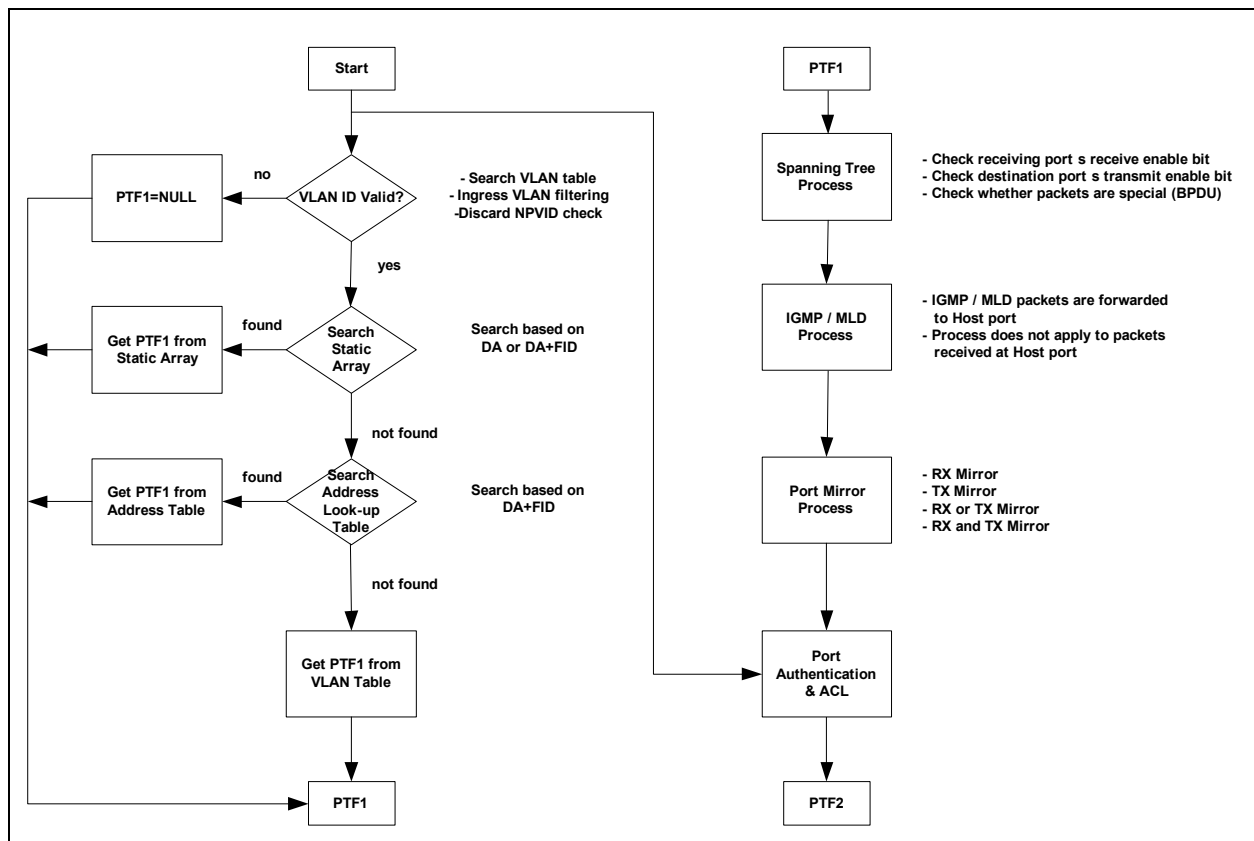 Start
VLAN ID Valid?
no
PTF1=NULL
- Search VLAN table
- Ingress VLAN filtering
-Discard NPVID check
yes
Search
Static
Array
found
Get PTF1 from
Static Array
Search based on
DA or DA+FID
not found
Search
Address
Look-up
Table
found
Get PTF1 from
Address Table
Search based on
DA+FID
not found
Get PTF1 from
VLAN Table
PTF1
PTF1
Spanning Tree
Process
- Check receiving port s receive enable bit
- Check destination port s transmit enable bit
- Check whether packets are special (BPDU)
IGMP / MLD
Process
- IGMP / MLD packets are forwarded
to Host port
- Process does not apply to packets
received at Host port
Port Mirror
Process
- RX Mirror
- TX Mirror
- RX or TX Mirror
- RX and TX Mirror
Port
Authentication
& ACL
PTF2